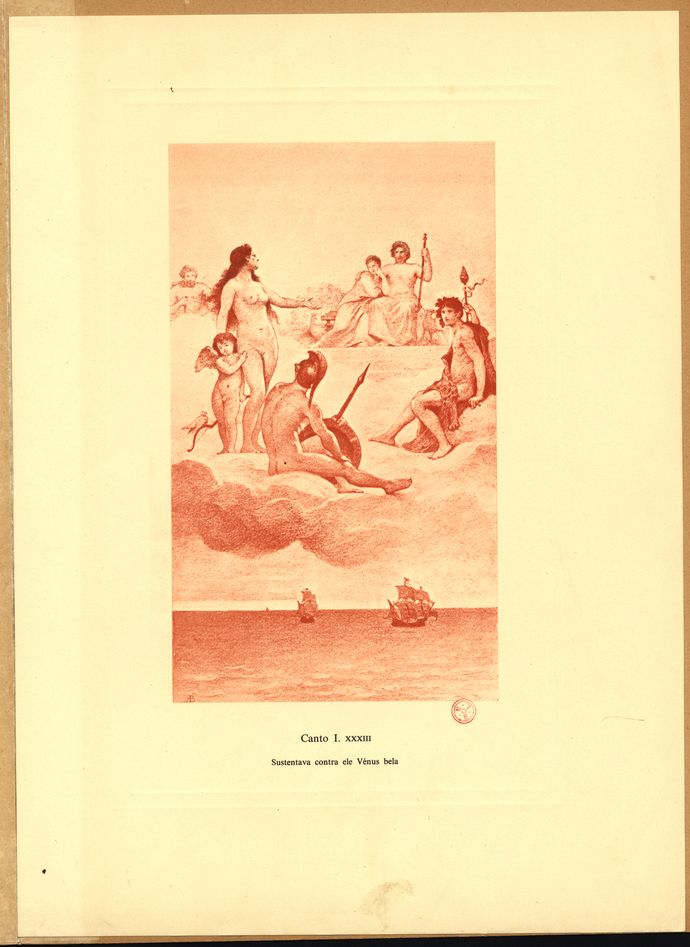 Canto I. XXXIII
Sustentava contra ele Vénus bela